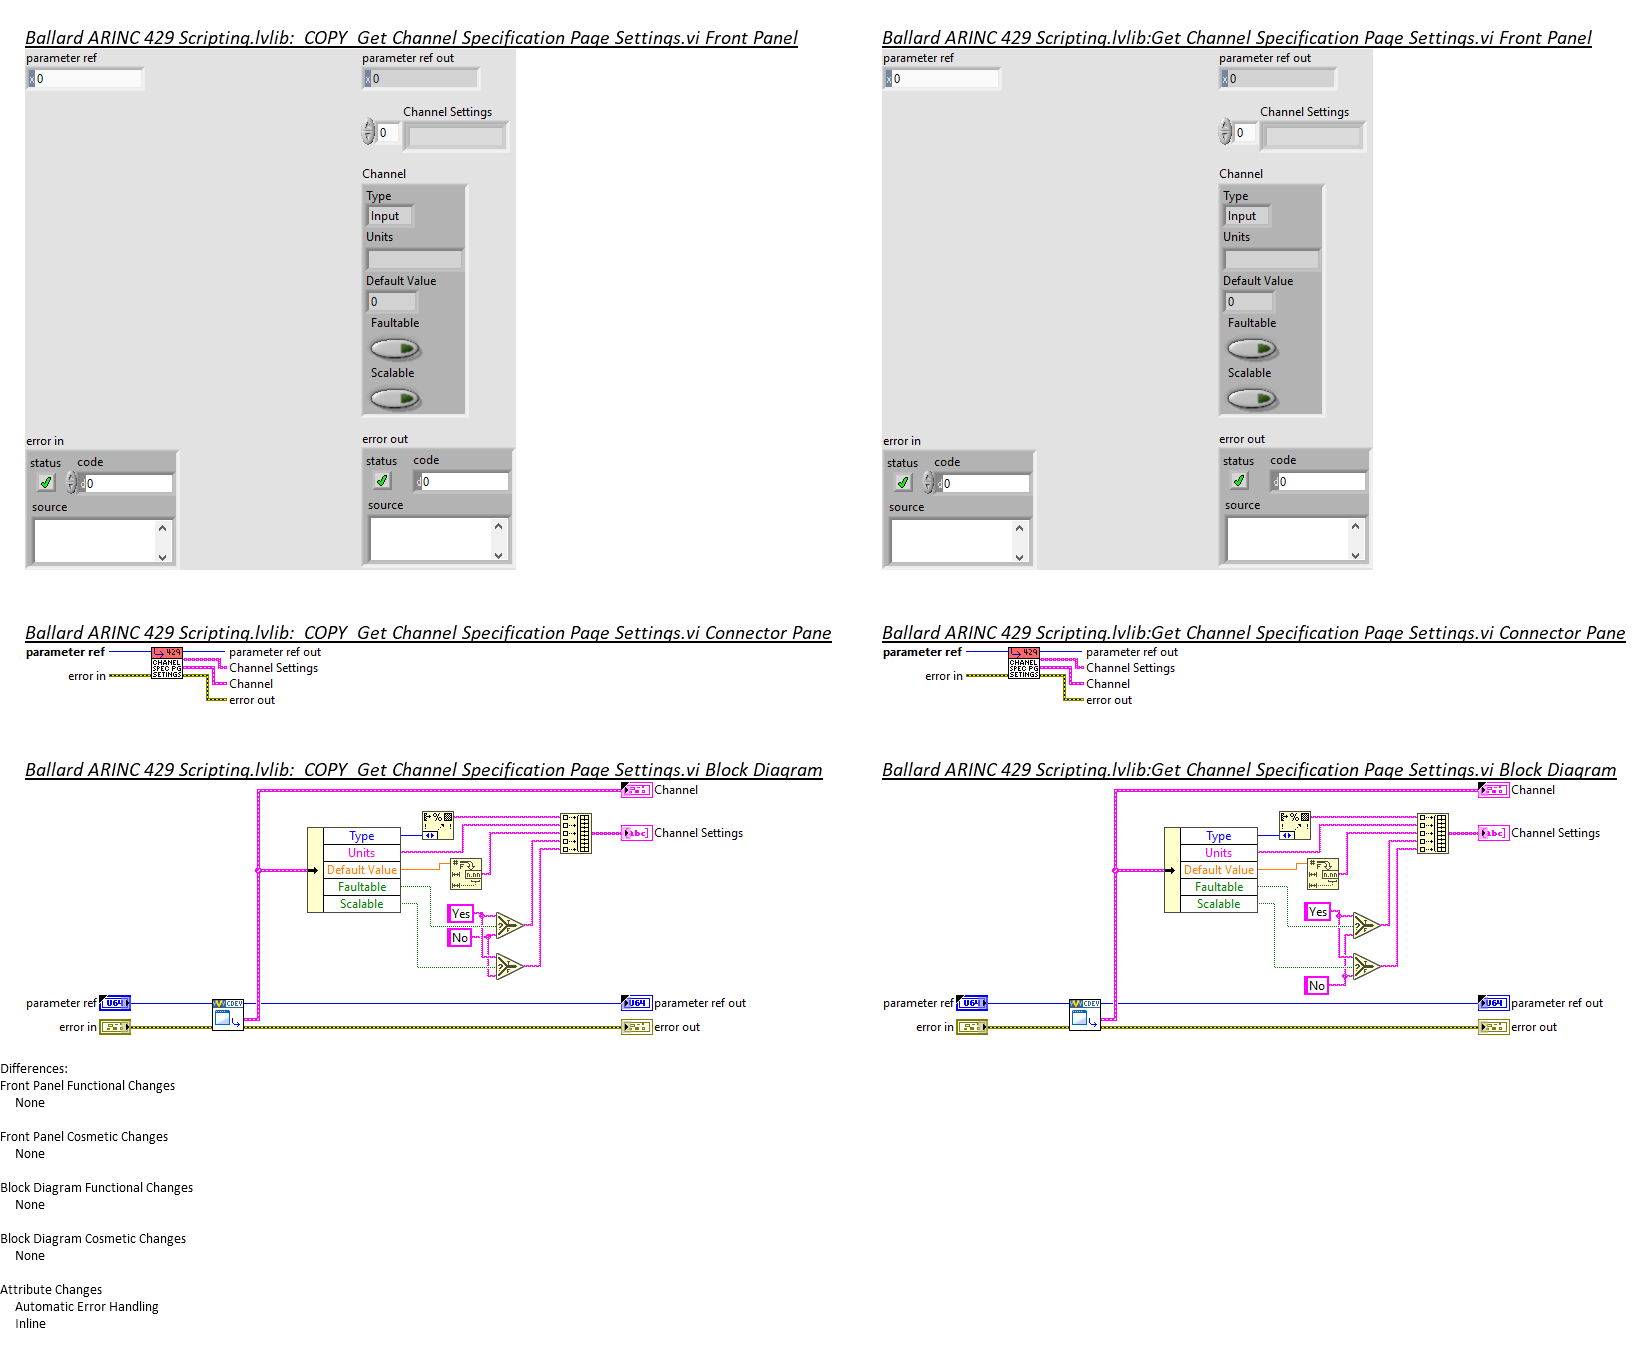 Ballard ARINC 429 Scripting.lvlib:  COPY  Get Channel Specification Page Settings.vi Front Panel
parameter ref
0
parameter ref out
0
Channel Settings
0
Channel
Type
Input
Units
Default Value
0
Faultable
Scalable
error in
status code
0
source
error out
status code
0
source
Ballard ARINC 429 Scripting.lvlib:Get Channel Specification Page Settings.vi Front Panel
parameter ref
0
parameter ref out
0
Channel Settings
0
Channel
Type
Input
Units
Default Value
0
Faultable
Scalable
error in
status code
0
source
error out
status code
0
source
Ballard ARINC 429 Scripting.lvlib:  COPY  Get Channel Specification Page Settings.vi Connector Pane
parameter ref
error in
429
CHANEL
SPEC PG
SETINGS
parameter ref out
Channel Settings
Channel
error out
Ballard ARINC 429 Scripting.lvlib:Get Channel Specification Page Settings.vi Connector Pane
parameter ref
error in
429
CHANEL
SPEC PG
SETINGS
parameter ref out
Channel Settings
Channel
error out
Ballard ARINC 429 Scripting.lvlib:  COPY  Get Channel Specification Page Settings.vi Block Diagram
Channel
abc
Channel Settings
Type
Units
Default Value
Faultable
Scalable
Yes
No
parameter ref
U64
CDEV
U64
parameter ref out
error in
error out
Ballard ARINC 429 Scripting.lvlib:Get Channel Specification Page Settings.vi Block Diagram
Channel
abc
Channel Settings
Type
Units
Default Value
Faultable
Scalable
Yes
No
parameter ref
U64
CDEV
U64
parameter ref out
error in
error out
Differences:
Front Panel Functional Changes
None
Front Panel Cosmetic Changes
None
Block Diagram Functional Changes
None
Block Diagram Cosmetic Changes
None
Attribute Changes
Automatic Error Handling
Inline